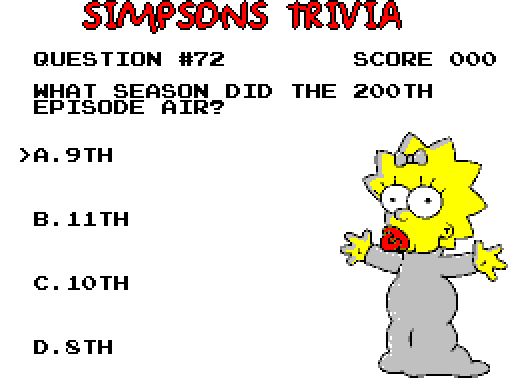 SIMPSONS TRIVIA
QUESTION #72 SCORE 000
WHAT SEASON DID THE 200TH
EPISODE AIR?
>A.9TH
B.11TH
C.10TH
D.8TH